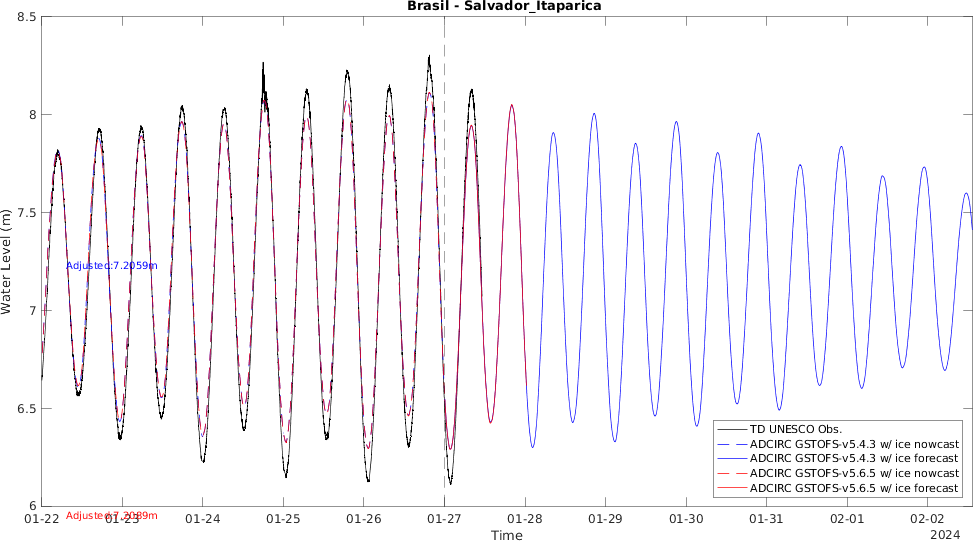 Brasil - Salvador_Itaparica
8.5
8
7.5
7
6.5
6
Water Level (m)
Adjusted:7.2059m
Adjusted:7.2089m
TD UNESCO Obs.
ADCIRC GSTOFS-v5.4.3 w/ ice nowcast
ADCIRC GSTOFS-v5.4.3 w/ ice forecast
ADCIRC GSTOFS-v5.6.5 w/ ice nowcast
ADCIRC GSTOFS-v5.6.5 w/ ice forecast
01-22 01-23 01-24 01-25 01-26 01-27 01-28 01-29 01-30 01-31 02-01 02-02
2024
Time